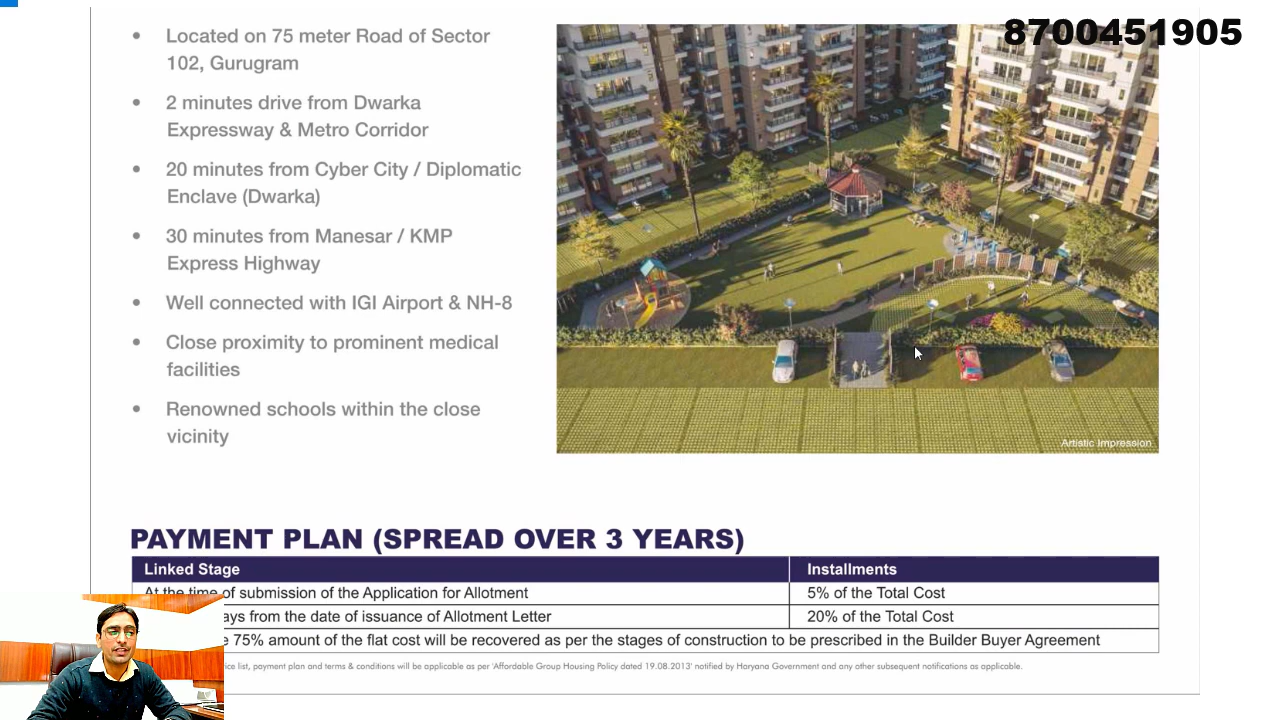 8700451905
• Located on 75 meter Road of Sector
102, Gurugram
• 2 minutes drive from Dwarka
Expressway & Metro Corridor
• 20 minutes from Cyber City / Diplomatic
Enclave (Dwarka)
• 30 minutes from Manesar / KMP
Express Highway
• Well connected with IGI Airport & NH-8
• Close proximity to prominent medical
facilities
• Renowned schools within the close
vicinity
Artistic Impression
PAYMENT PLAN (SPREAD OVER 3 YEARS)
Linked Stage Installments
At the time of submission of the Application for Allotment 5% of the Total Cost
from the date of issuance of Allotment Letter 20% of the Total Cost
75% amount of the flat cost will be recovered as per the stages of construction to be prescribed in the Builder Buyer Agreement
list, payment plan and terms & conditions will be applicable as per 'Affordable Group Housing Policy dated 19.08.2013' notified by Haryana Government and any other subsequent notifications as applicable.